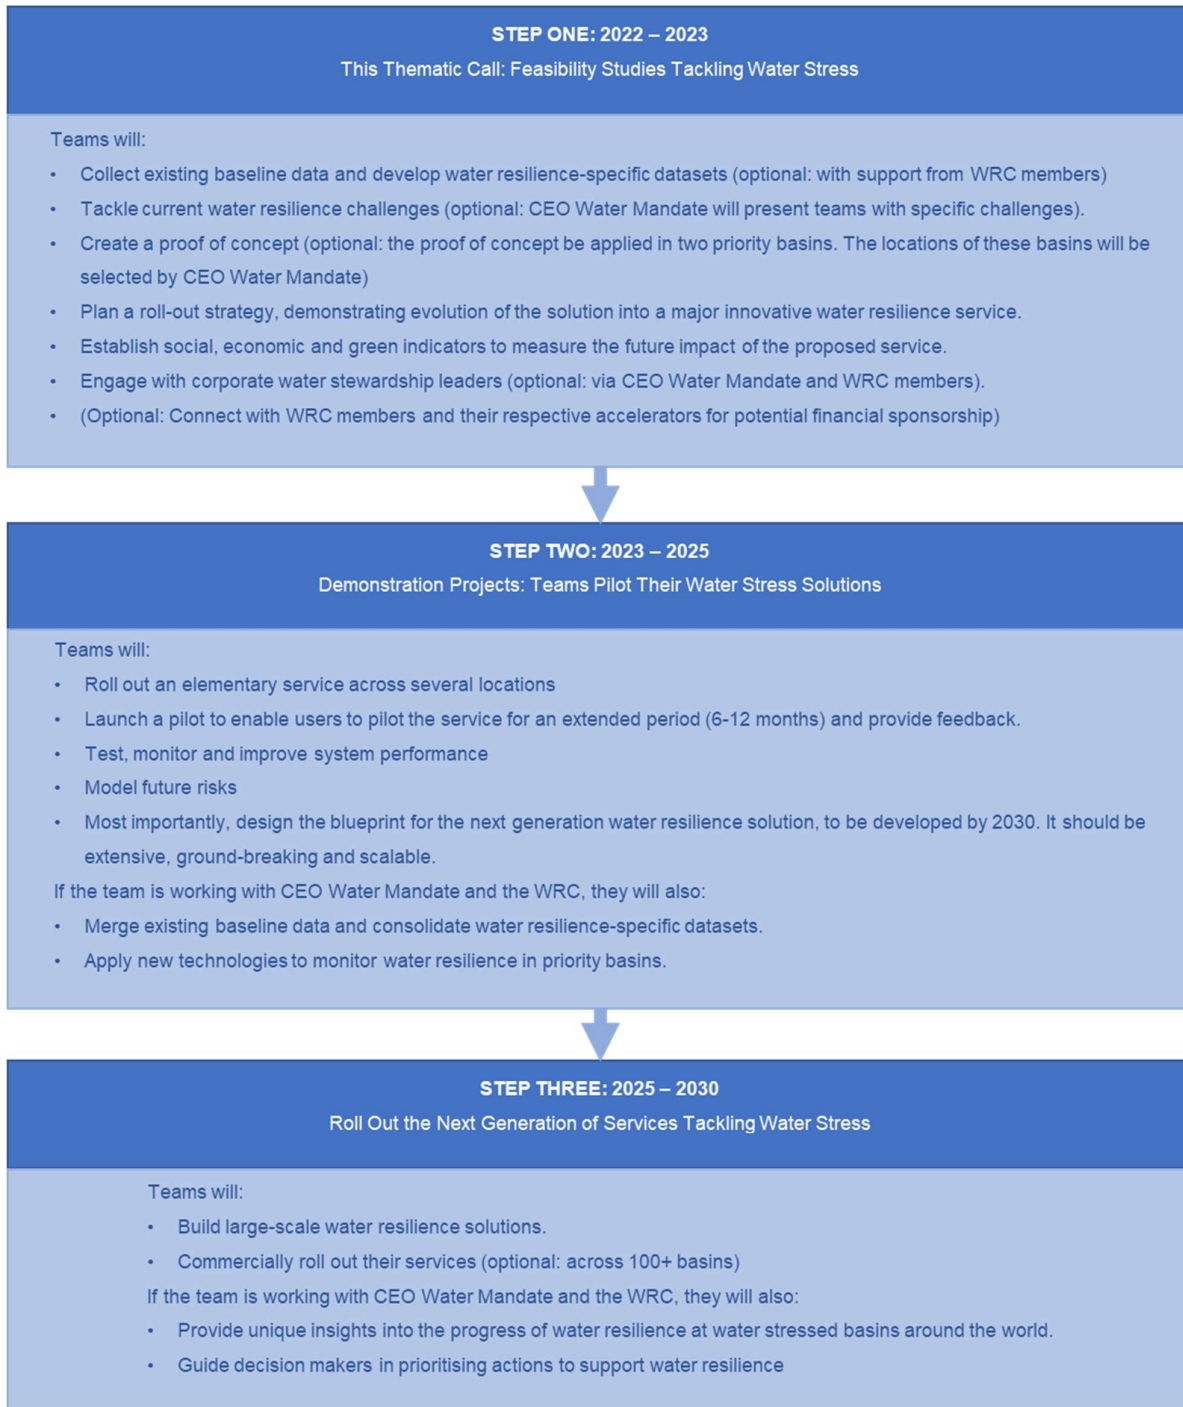 STEP ONE: 2022 – 2023
This Thematic Call: Feasibility Studies Tackling Water Stress
Teams will:
• Collect existing baseline data and develop water resilience-specific datasets (optional: with support from WRC members)
• Tackle current water resilience challenges (optional: CEO Water Mandate will present teams with specific challenges).
• Create a proof of concept (optional: the proof of concept be applied in two priority basins. The locations of these basins will be
selected by CEO Water Mandate)
• Plan a roll-out strategy, demonstrating evolution of the solution into a major innovative water resilience service.
• Establish social, economic and green indicators to measure the future impact of the proposed service.
• Engage with corporate water stewardship leaders (optional: via CEO Water Mandate and WRC members).
• (Optional: Connect with WRC members and their respective accelerators for potential financial sponsorship)
STEP TWO: 2023 – 2025
Demonstration Projects: Teams Pilot Their Water Stress Solutions
Teams will:
• Roll out an elementary service across several locations
• Launch a pilot to enable users to pilot the service for an extended period (6-12 months) and provide feedback.
• Test, monitor and improve system performance
• Model future risks
• Most importantly, design the blueprint for the next generation water resilience solution, to be developed by 2030. It should be
extensive, ground-breaking and scalable.
If the team is working with CEO Water Mandate and the WRC, they will also:
• Merge existing baseline data and consolidate water resilience-specific datasets.
• Apply new technologies to monitor water resilience in priority basins.
STEP THREE: 2025 – 2030
Roll Out the Next Generation of Services Tackling Water Stress
Teams will:
• Build large-scale water resilience solutions.
• Commercially roll out their services (optional: across 100+ basins)
If the team is working with CEO Water Mandate and the WRC, they will also:
• Provide unique insights into the progress of water resilience at water stressed basins around the world.
• Guide decision makers in prioritising actions to support water resilience